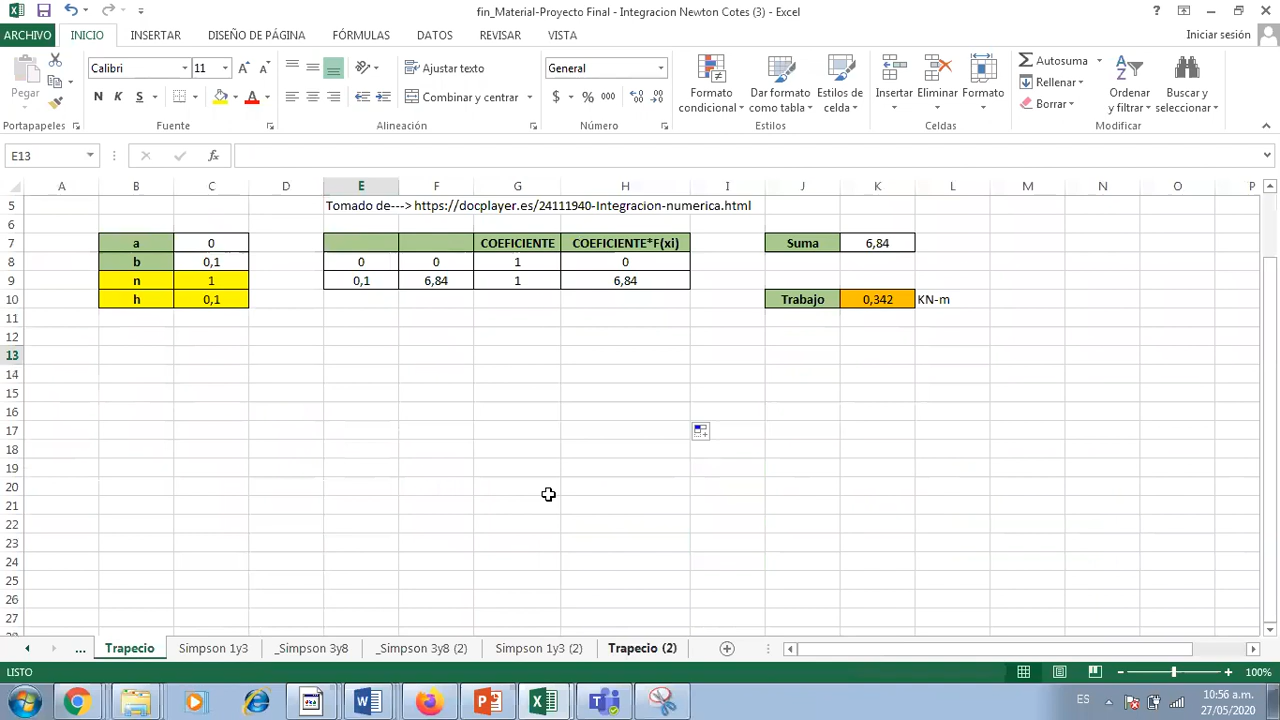 fin_Material-Proyecto Final - Integracion Newton Cotes (3) - Excel
ARCHIVO INICIO INSERTAR DISEÑO DE PÁGINA FÓRMULAS DATOS REVISAR VISTA Iniciar sesión
Pegar
Calibri 11
N K S
Ajustar texto
Combinar y centrar
General
$ % 000
Formato condicional
Dar formato como tabla
Estilos de celda
Insertar Eliminar Formato
Autosuma
Rellenar
Borrar
Ordenar y filtrar
Buscar y seleccionar
Portapapeles Fuente Alineación Número Estilos Celdas Modificar
E13
A B C D E F G H I J K L M N O P
5 Tomado de---> https://docplayer.es/24111940-Integracion-numerica.html
6
7 a 0 COEFICIENTE COEFICIENTE*F(xi) Suma 6,84
8 b 0,1 0 0 1 0
9 n 1 0,1 6,84 1 6,84
10 h 0,1 Trabajo 0,342 KN-m
11
12
13
14
15
16
17
18
19
20
21
22
23
24
25
26
27
... Trapecio Simpson 1y3 _Simpson 3y8 _Simpson 3y8 (2) Simpson 1y3 (2) Trapecio (2)
LISTO 100%
ES 10:56 a.m.
27/05/2020